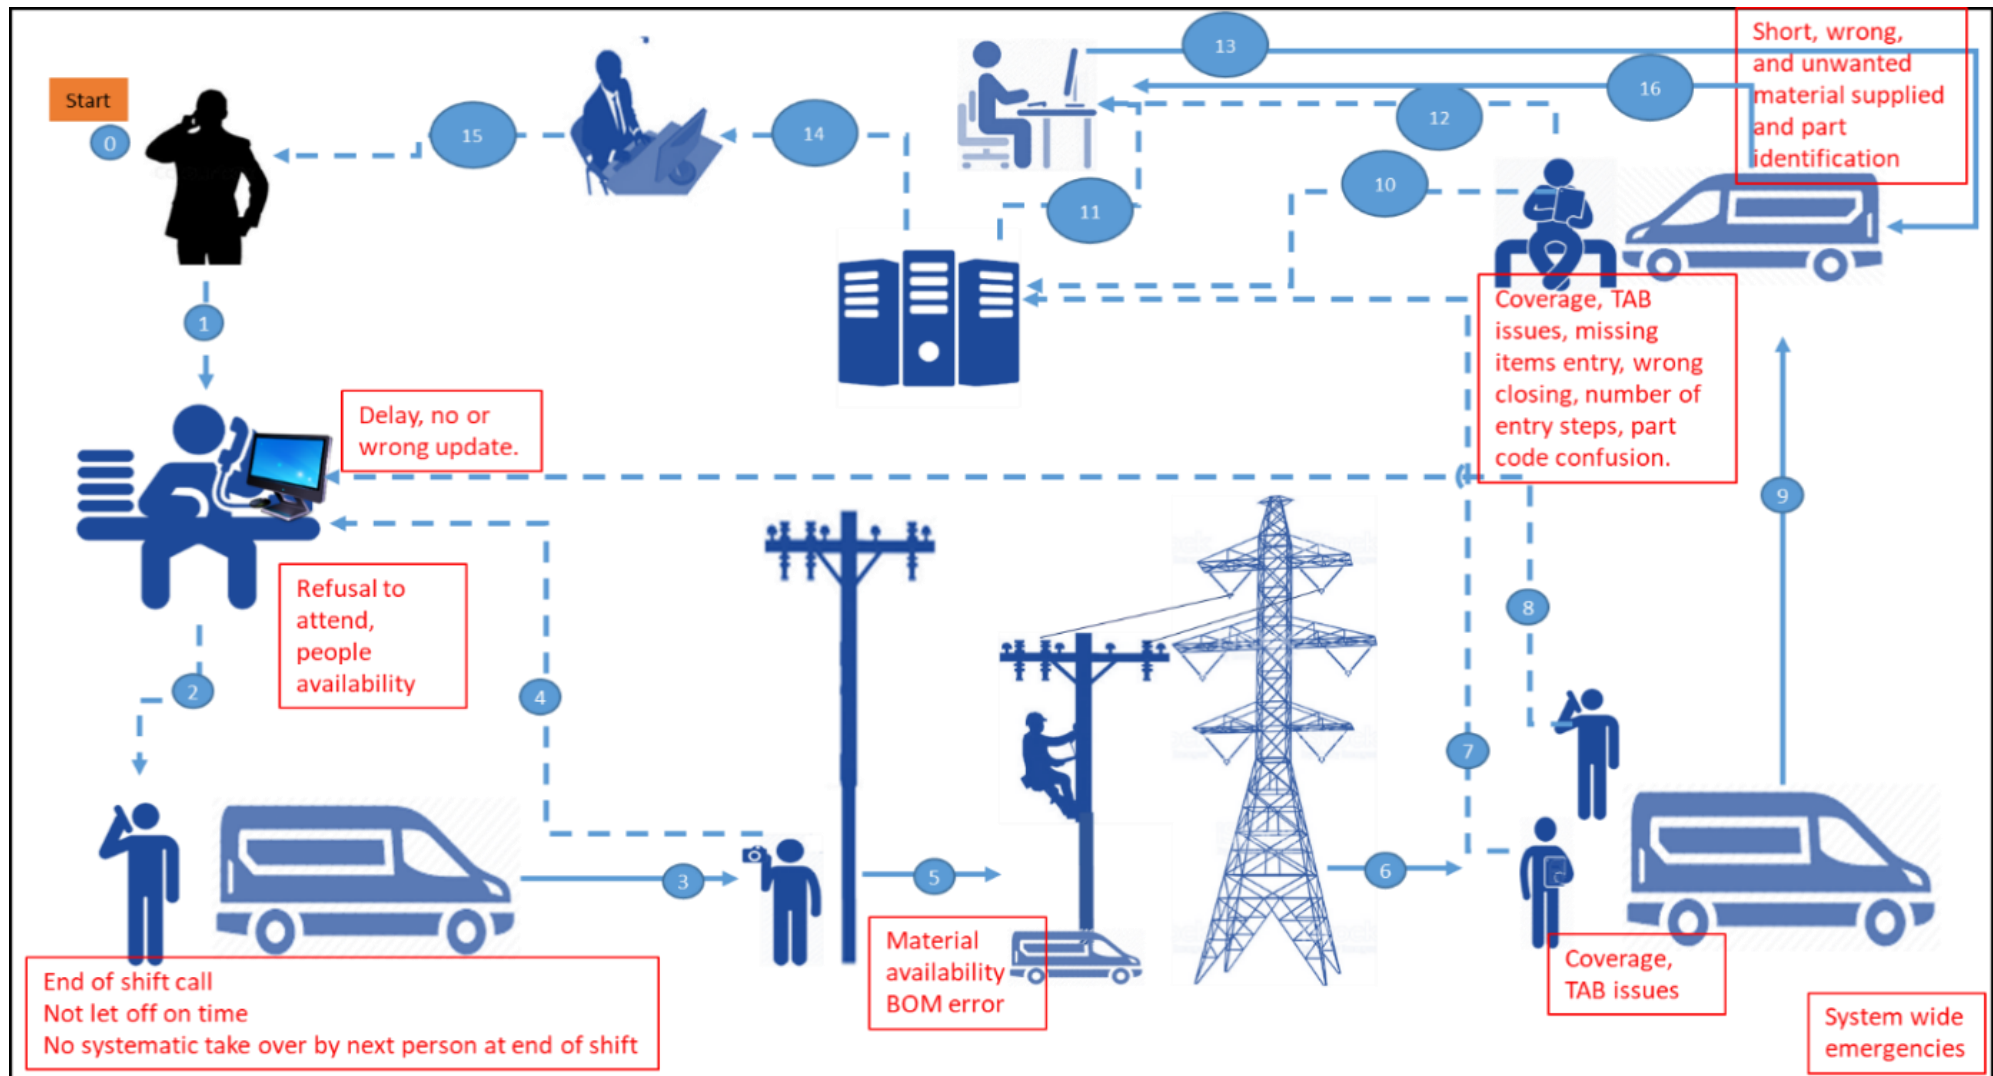 Start
0
15
14
13
16
12
10
11
Short, wrong,
and unwanted
material supplied
and part
identification
1
Coverage, TAB
issues, missing
items entry, wrong
closing, number of
entry steps, part
code confusion.
Delay, no or
wrong update.
9
Refusal to
attend,
people
availability
8
2
4
7
3
5
6
Material
availability
BOM error
Coverage,
TAB issues
End of shift call
Not let off on time
No systematic take over by next person at end of shift
System wide
emergencies